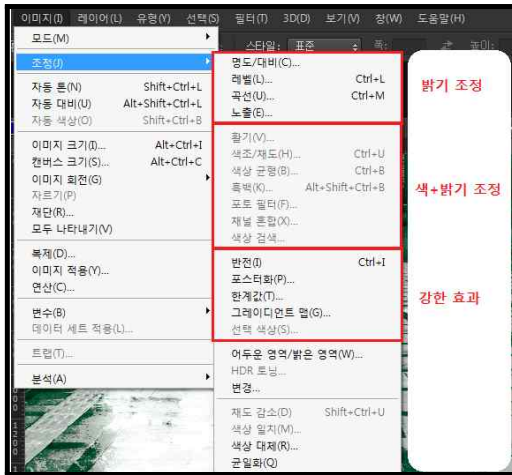 이미지(I) 레이어(L) 유형(Y) 선택(S) 필터(T) 3D(D) 보기(V) 창(W) 도움말(H)
스타일: 표준 폭: 높이:
모드(M)
조정(J)
자동 톤(N) Shift+Ctrl+L
자동 대비(U) Alt+Shift+Ctrl+L
자동 색상(O) Shift+Ctrl+B
이미지 크기(I)... Alt+Ctrl+I
캔버스 크기(S)... Alt+Ctrl+C
이미지 회전(G)
자르기(P)
재단(R)...
모두 나타내기(V)
복제(D)...
이미지 적용(Y)...
연산(C)...
변수(B)
데이터 세트 적용(L)...
트랩(T)...
분석(A)
명도/대비(C)...
레벨(L)... Ctrl+L
곡선(U)... Ctrl+M
노출(E)...
활기(V)...
색조/채도(H)... Ctrl+U
색상 균형(B)... Ctrl+B
흑백(K)... Alt+Shift+Ctrl+B
포토 필터(F)...
채널 혼합(X)...
색상 검색...
반전(I) Ctrl+I
포스터화(P)...
한계값(T)...
그레이디언트 맵(G)...
선택 색상(S)...
어두운 영역/밝은 영역(W)...
HDR 토닝...
변경...
채도 감소(D) Shift+Ctrl+U
색상 일치(M)...
색상 대체(R)...
균일화(Q)
밝기 조정
색+밝기 조정
강한 효과